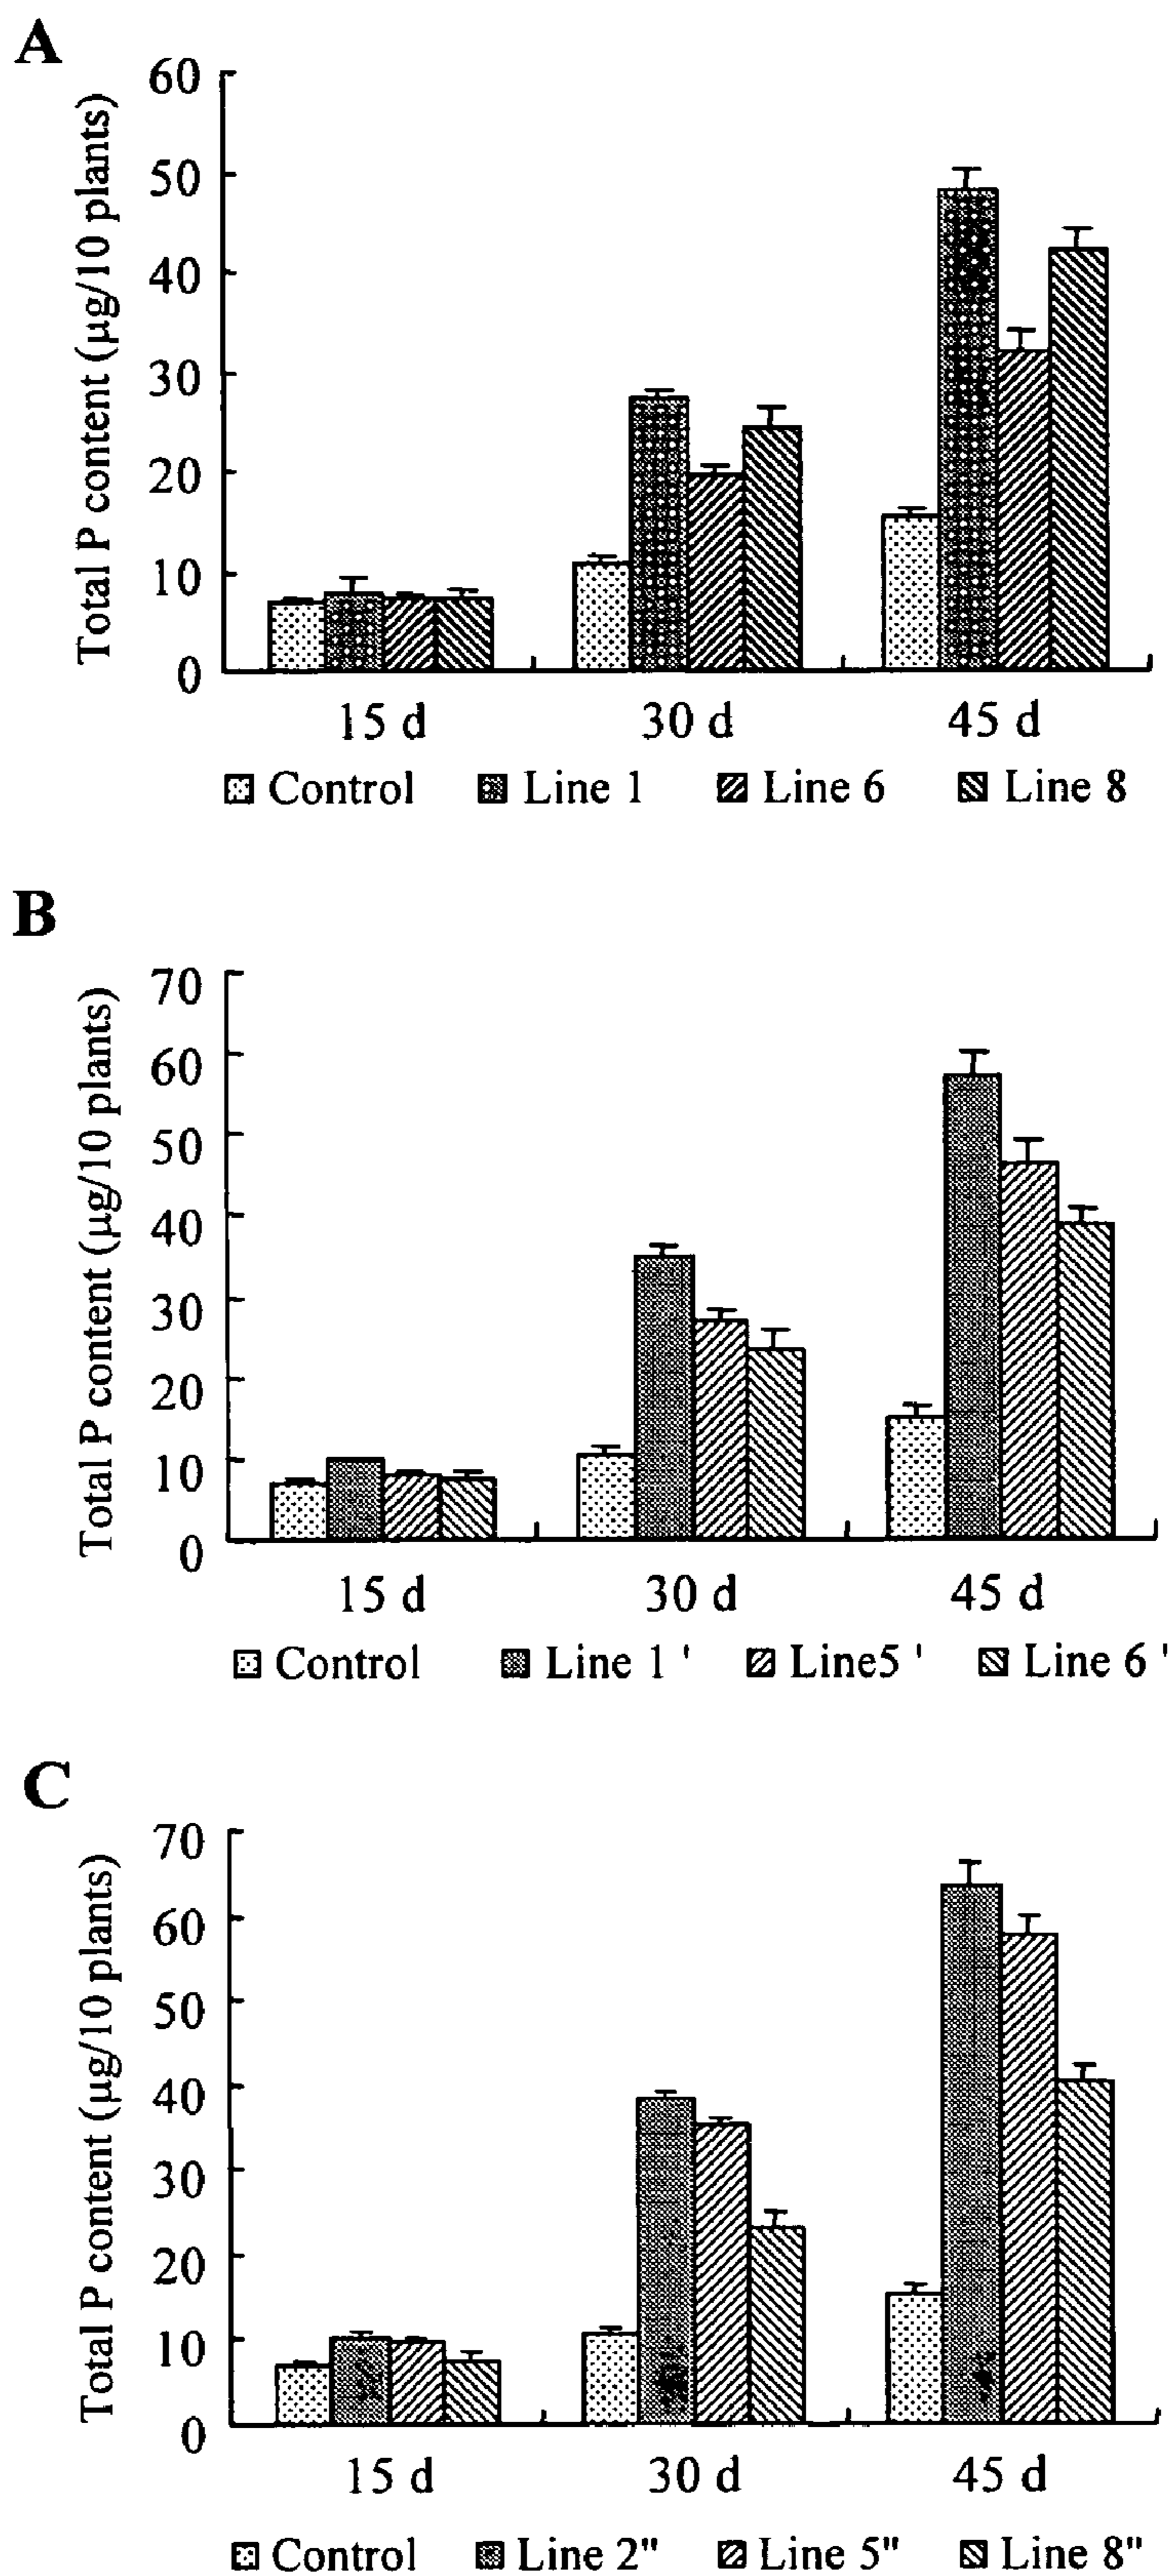 A
Total P content (µg/10 plants)
60
50
40
30
20
10
0
15 d 30 d 45 d
Control Line 1 Line 6 Line 8
B
Total P content (µg/10 plants)
70
60
50
40
30
20
10
0
15 d 30 d 45 d
Control Line 1 ' Line5 ' Line 6 '
C
Total P content (µg/10 plants)
70
60
50
40
30
20
10
0
15 d 30 d 45 d
Control Line 2" Line 5" Line 8"